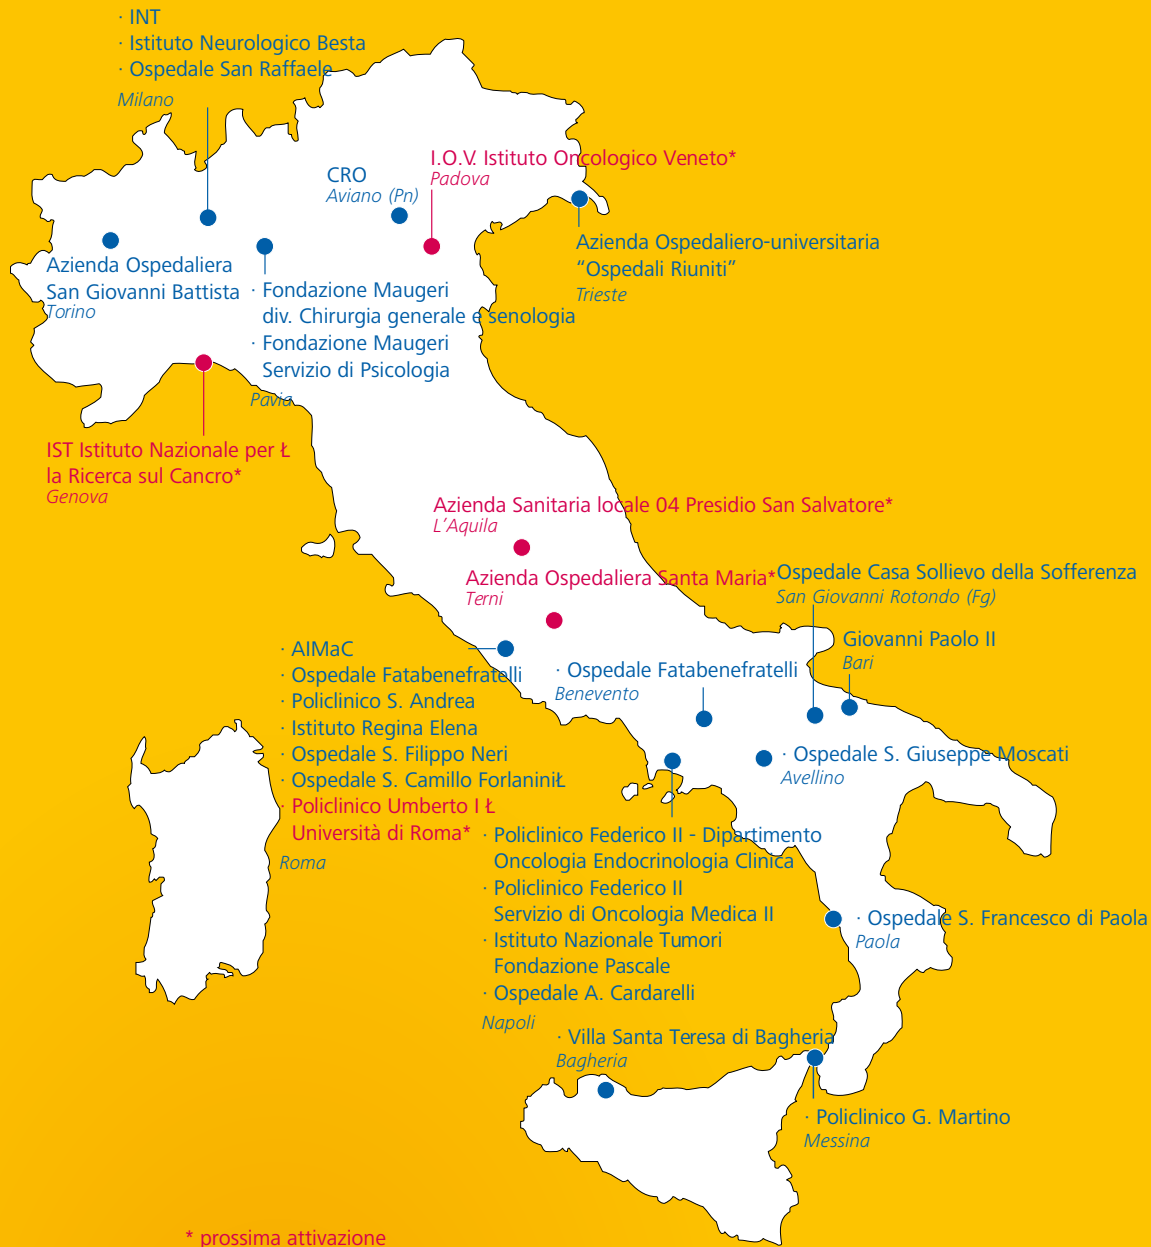 · INT
· Istituto Neurologico Besta
· Ospedale San Raffaele
Milano
I.O.V. Istituto Oncologico Veneto*
Padova
CRO
Aviano (Pn)
Azienda Ospedaliero-universitaria
“Ospedali Riuniti”
Trieste
Azienda Ospedaliera
San Giovanni Battista
Torino
· Fondazione Maugeri
div. Chirurgia generale e senologia
· Fondazione Maugeri
Servizio di Psicologia
Pavia
IST Istituto Nazionale per Ł
la Ricerca sul Cancro*
Genova
Azienda Sanitaria locale 04 Presidio San Salvatore*
L’Aquila
Azienda Ospedaliera Santa Maria*
Terni
Ospedale Casa Sollievo della Sofferenza
San Giovanni Rotondo (Fg)
Giovanni Paolo II
Bari
· AIMaC
· Ospedale Fatabenefratelli
· Policlinico S. Andrea
· Istituto Regina Elena
· Ospedale S. Filippo Neri
· Ospedale S. Camillo ForlaniniŁ
· Policlinico Umberto I Ł
Università di Roma*
Roma
· Ospedale Fatabenefratelli
Benevento
· Ospedale S. Giuseppe Moscati
Avellino
· Policlinico Federico II - Dipartimento
Oncologia Endocrinologia Clinica
· Policlinico Federico II
Servizio di Oncologia Medica II
· Istituto Nazionale Tumori
Fondazione Pascale
· Ospedale A. Cardarelli
Napoli
· Ospedale S. Francesco di Paola
Paola
· Villa Santa Teresa di Bagheria
Bagheria
· Policlinico G. Martino
Messina
* prossima attivazione